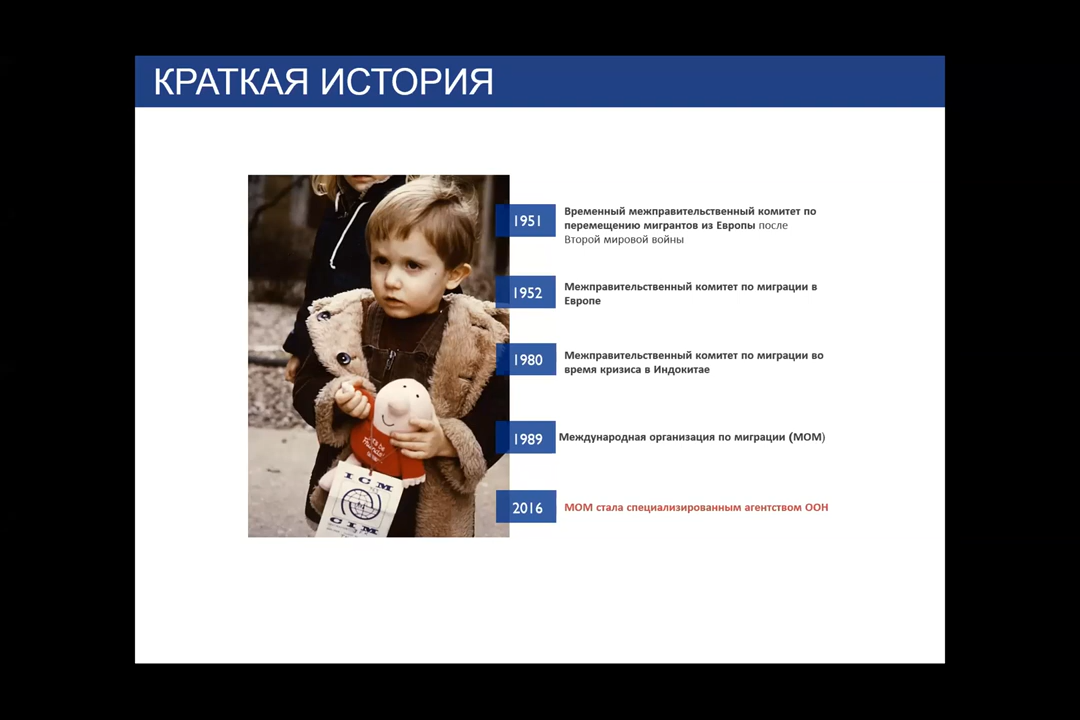 КРАТКАЯ ИСТОРИЯ
1951
Временный межправительственный комитет по
перемещению мигрантов из Европы после
Второй мировой войны
1952
Межправительственный комитет по миграции в
Европе
1980
Межправительственный комитет по миграции во
время кризиса в Индокитае
1989
Международная организация по миграции (МОМ)
2016
МОМ стала специализированным агентством ООН
ICM
CIM